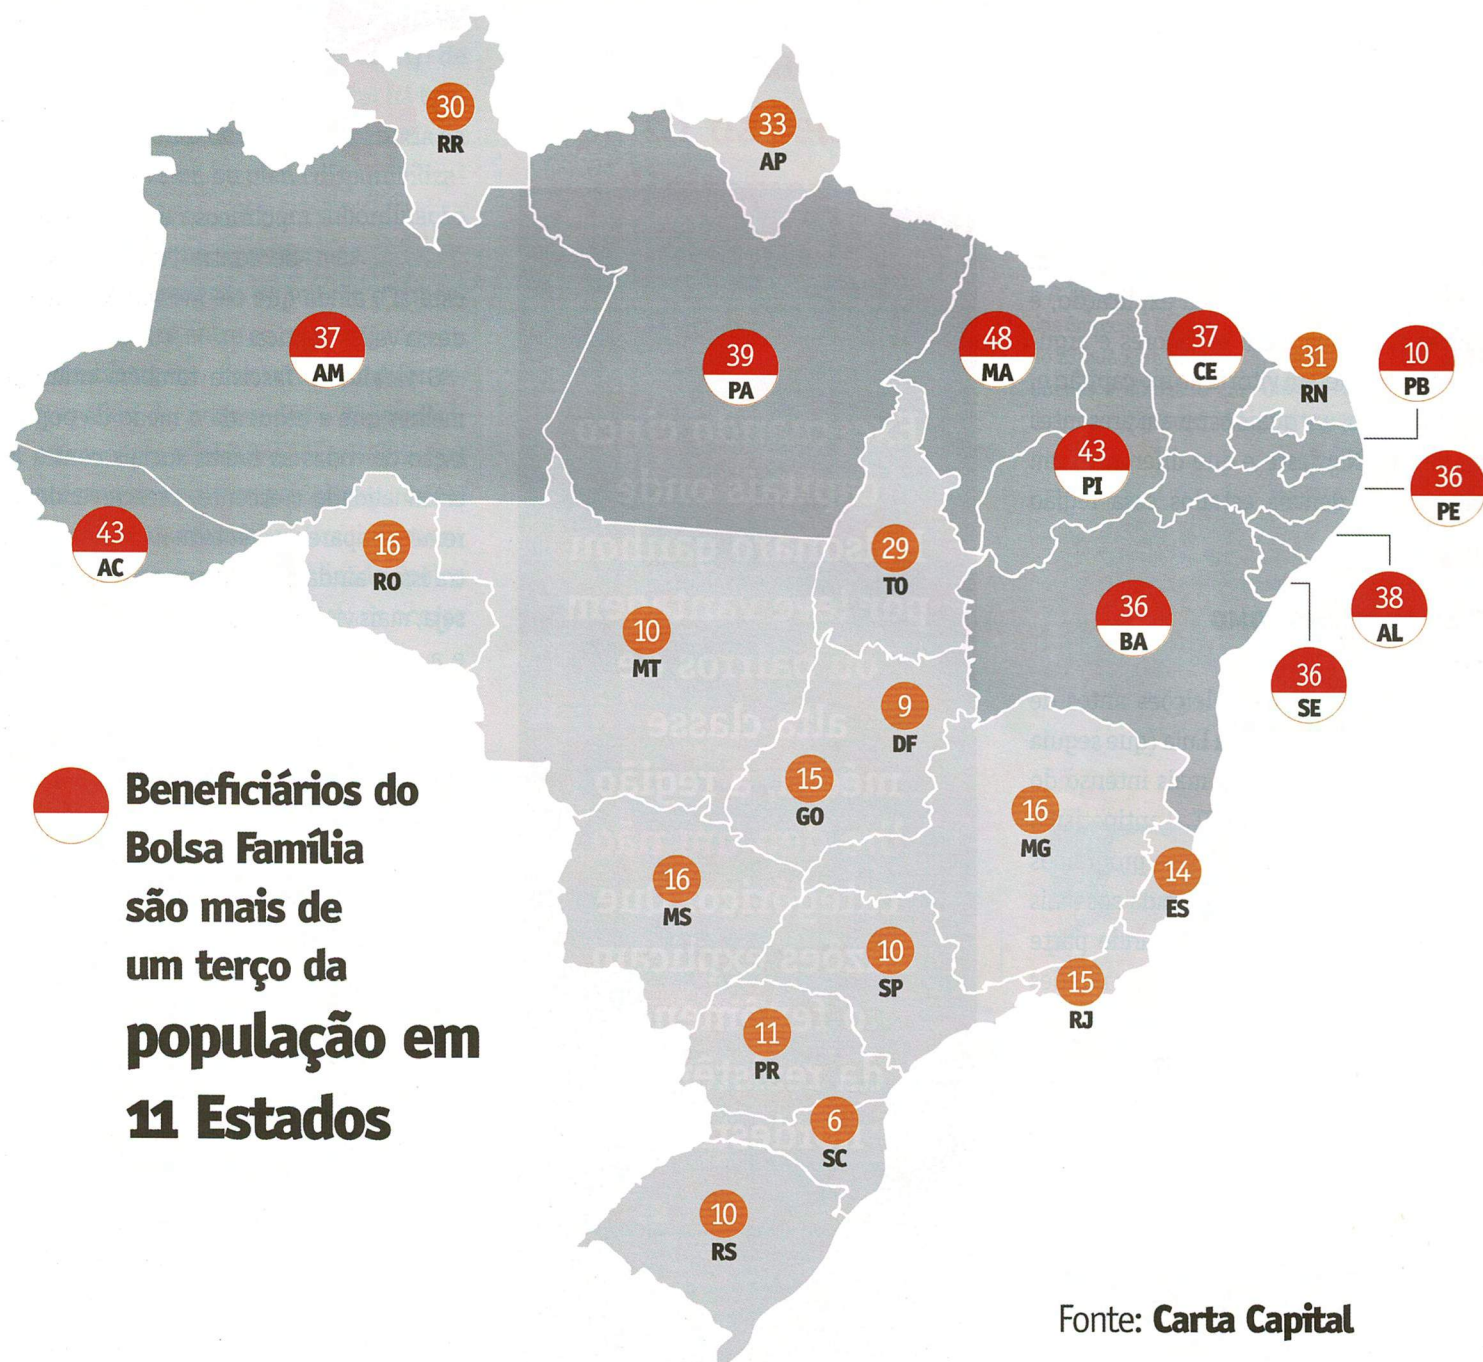 30
RR
33
AP
37
AM
39
PA
48
MA
37
CE
31
RN
10
PB
43
PI
36
PE
43
AC
16
RO
29
TO
10
MT
36
BA
38
AL
36
SE
9
DF
15
GO
16
MG
14
ES
16
MS
10
SP
15
RJ
11
PR
6
SC
10
RS
Beneficiários do
Bolsa Família
são mais de
um terço da
população em
11 Estados
Fonte: Carta Capital